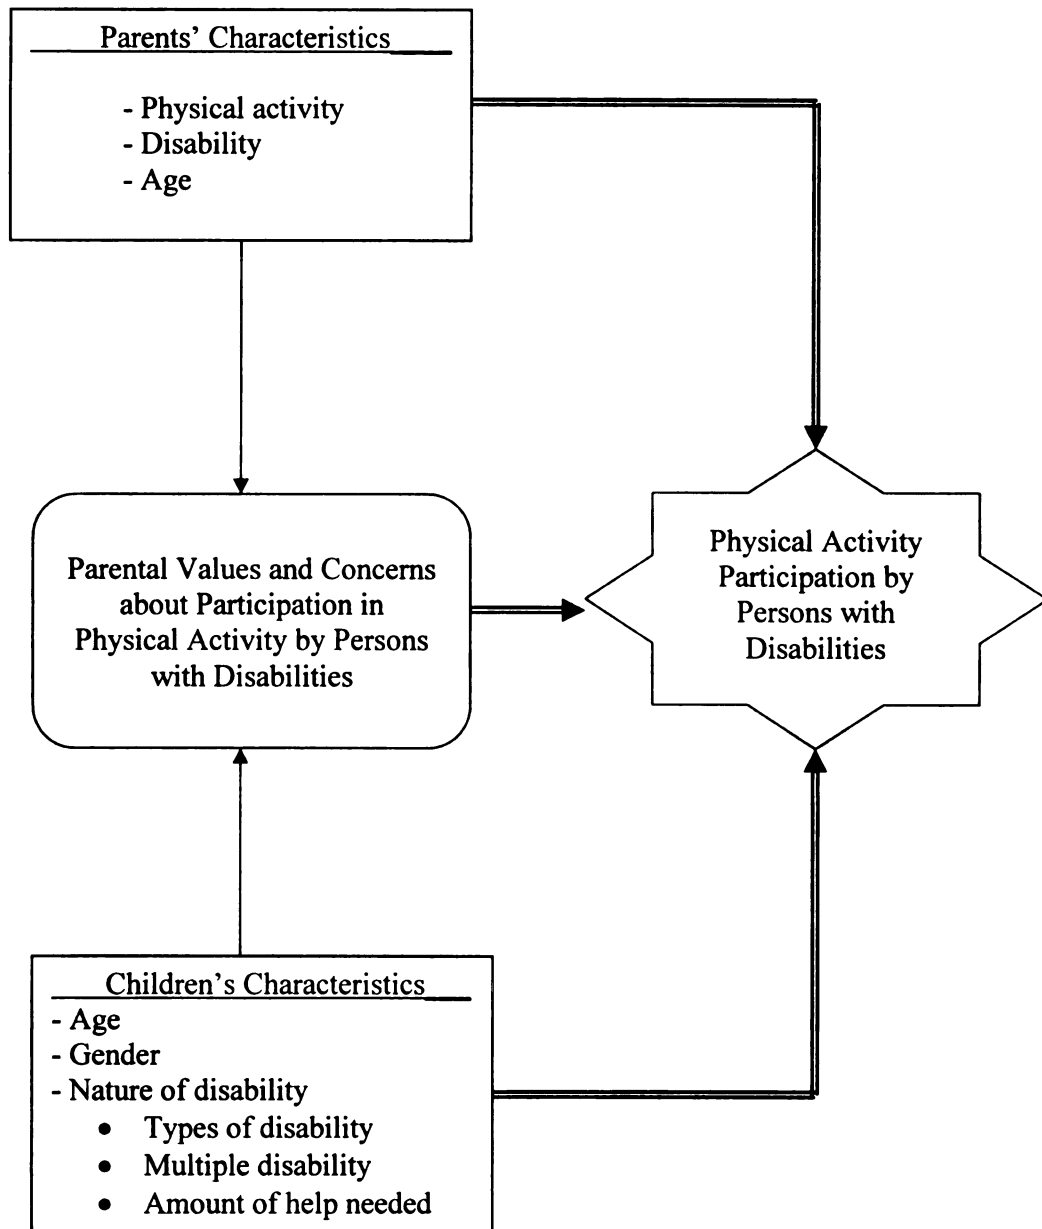 Parents’ Characteristics
- Physical activity
- Disability
- Age
Parental Values and Concerns
about Participation in
Physical Activity by Persons
with Disabilities
Physical Activity
Participation by
Persons with
Disabilities
Children’s Characteristics
- Age
- Gender
- Nature of disability
• Types of disability
• Multiple disability
• Amount of help needed